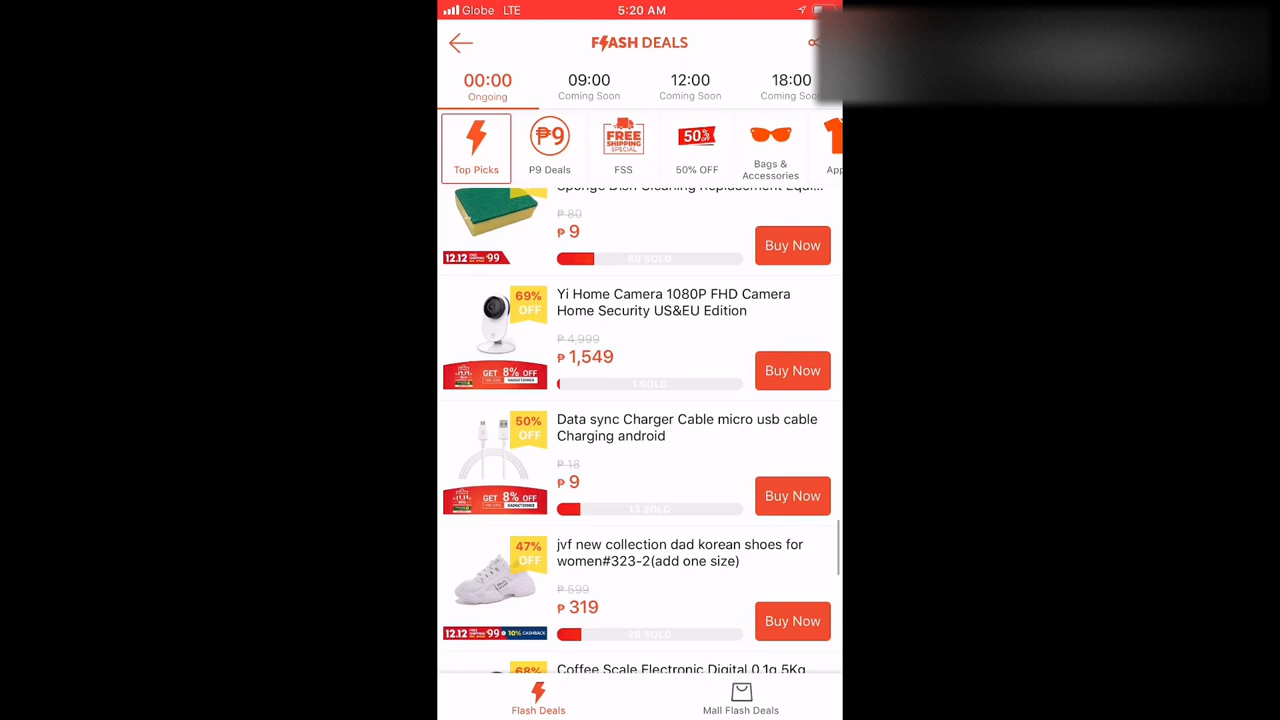 Globe LTE 5:20 AM
FLASH DEALS
00:00 09:00 12:00 18:00
Ongoing Coming Soon Coming Soon Coming Soo
₱9
FREE
SHIPPING
SPECIAL
50%
Top Picks P9 Deals FSS 50% OFF Bags &
Accessories
App
Sponge Dish Cleaning Replacement Equi...
₱ 80
₱ 9
60 SOLD
Buy Now
12.12 ₱99
69%
OFF
Yi Home Camera 1080P FHD Camera
Home Security US&EU Edition
₱ 4,999
₱ 1,549
1 SOLD
Buy Now
GET 8% OFF
50%
OFF
Data sync Charger Cable micro usb cable
Charging android
₱ 18
₱ 9
13 SOLD
Buy Now
GET 8% OFF
47%
OFF
jvf new collection dad korean shoes for
women#323-2(add one size)
₱ 599
₱ 319
Buy Now
12.12 ₱99 10% CASHBACK
68%
Coffee Scale Electronic Digital 0.1g 5Kg
Flash Deals Mall Flash Deals